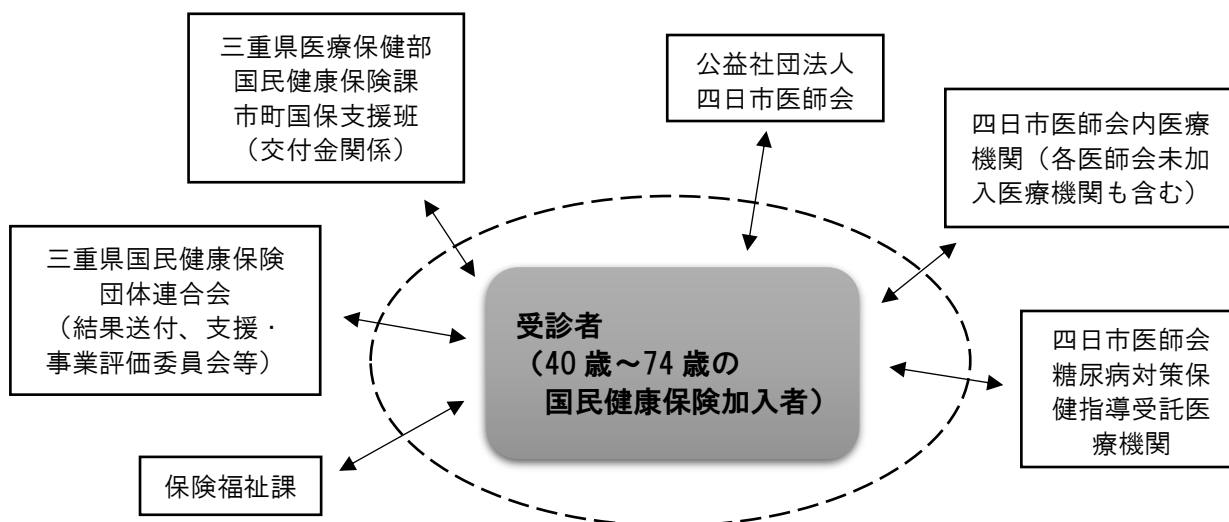 三重県医療保健部
国民健康保険課
市町国保支援班
（交付金関係）
公益社団法人
四日市医師会
四日市医師会内医療
機関（各医師会未加
入医療機関も含む）
三重県国民健康保険
団体連合会
（結果送付、支援・
事業評価委員会等）
受診者
（40歳～74歳の
国民健康保険加入者）
四日市医師会
糖尿病対策保
健指導受託医
療機関
保険福祉課